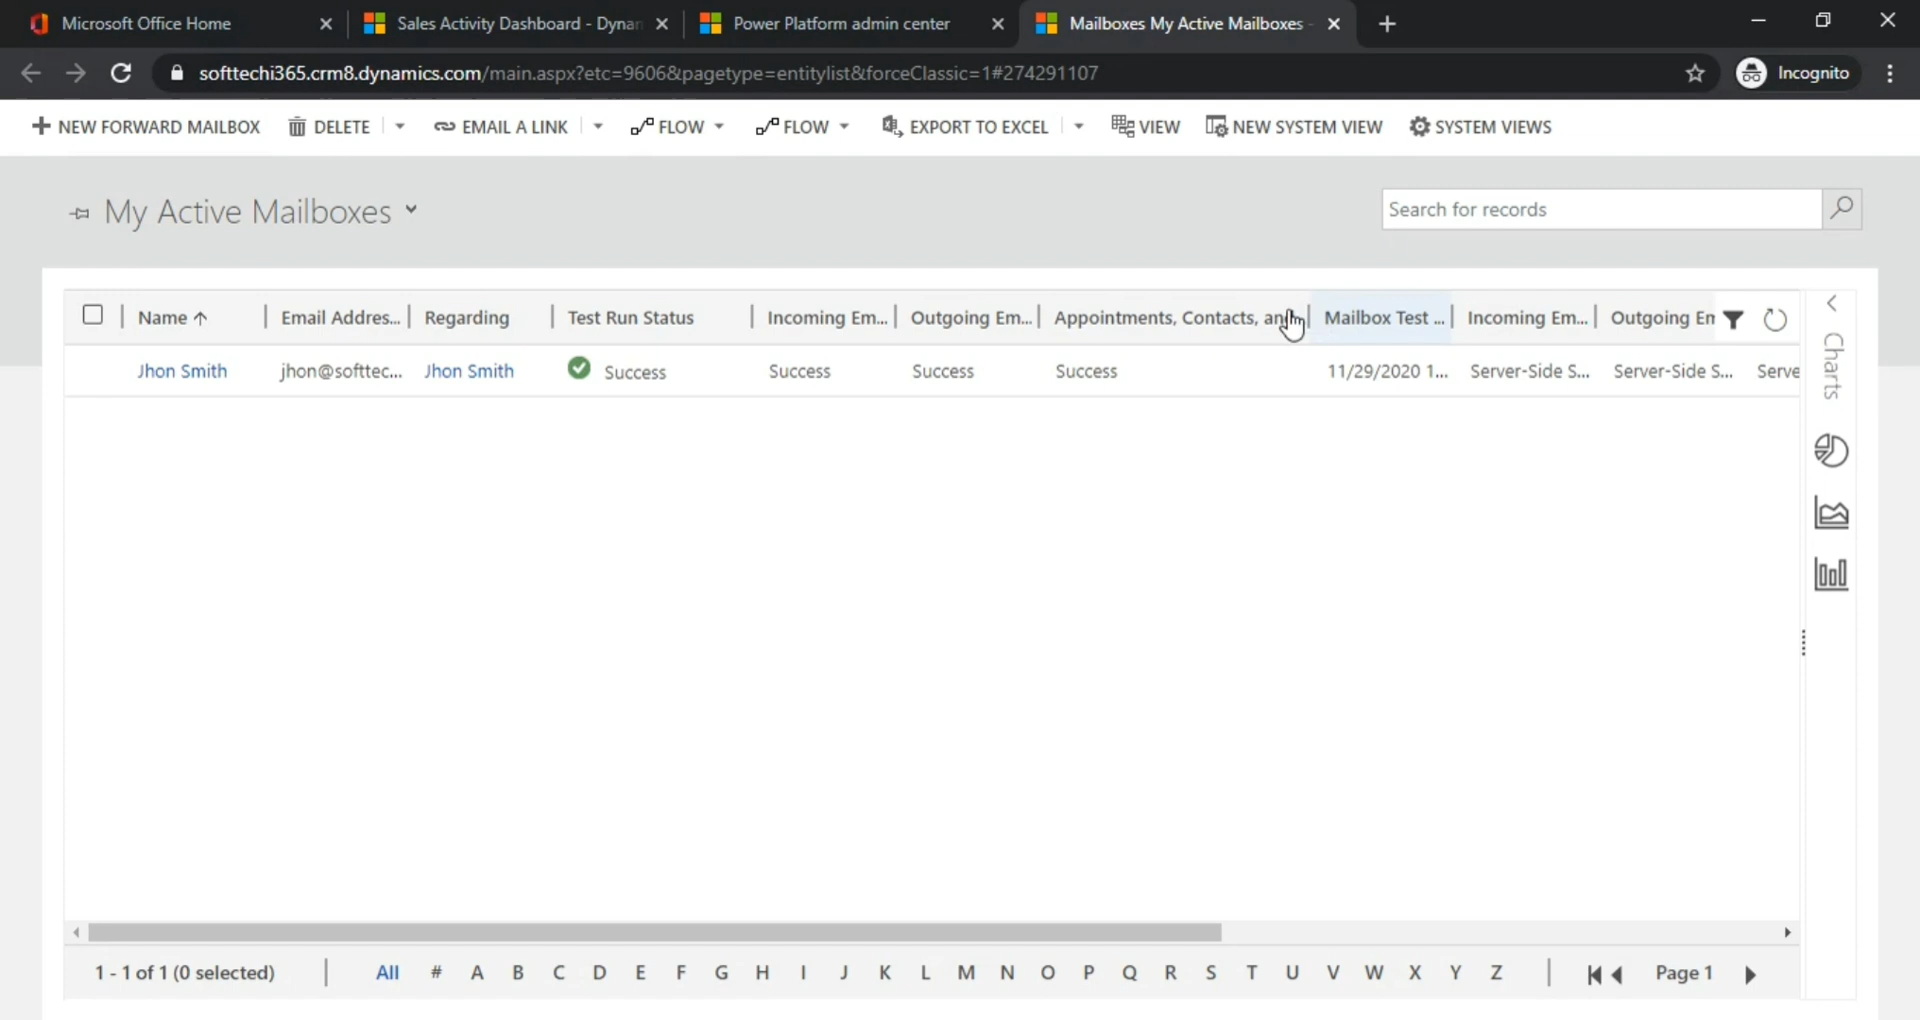 Microsoft Office Home
Sales Activity Dashboard - Dynan
Power Platform admin center
Mailboxes My Active Mailboxes -
softtechi365.crm8.dynamics.com/main.aspx?etc=9606&pagetype=entitylist&forceClassic=1#274291107
Incognito
NEW FORWARD MAILBOX DELETE EMAIL A LINK FLOW FLOW EXPORT TO EXCEL VIEW NEW SYSTEM VIEW SYSTEM VIEWS
My Active Mailboxes
Search for records
Name Email Addres... Regarding Test Run Status Incoming Em... Outgoing Em... Appointments, Contacts, an Mailbox Test ... Incoming Em... Outgoing Em
Jhon Smith jhon@softtec... Jhon Smith Success Success Success Success 11/29/2020 1... Server-Side S... Server-Side S... Serve
Charts
1 - 1 of 1 (0 selected) All # A B C D E F G H I J K L M N O P Q R S T U V W X Y Z Page 1